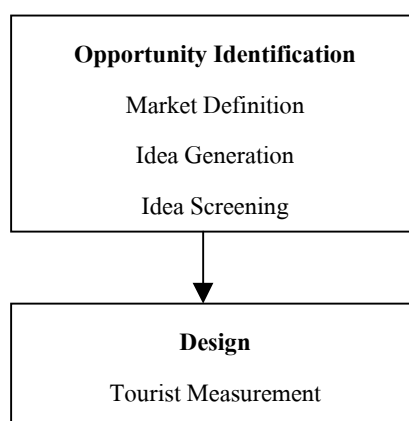 Opportunity Identification
Market Definition
Idea Generation
Idea Screening
Design
Tourist Measurement